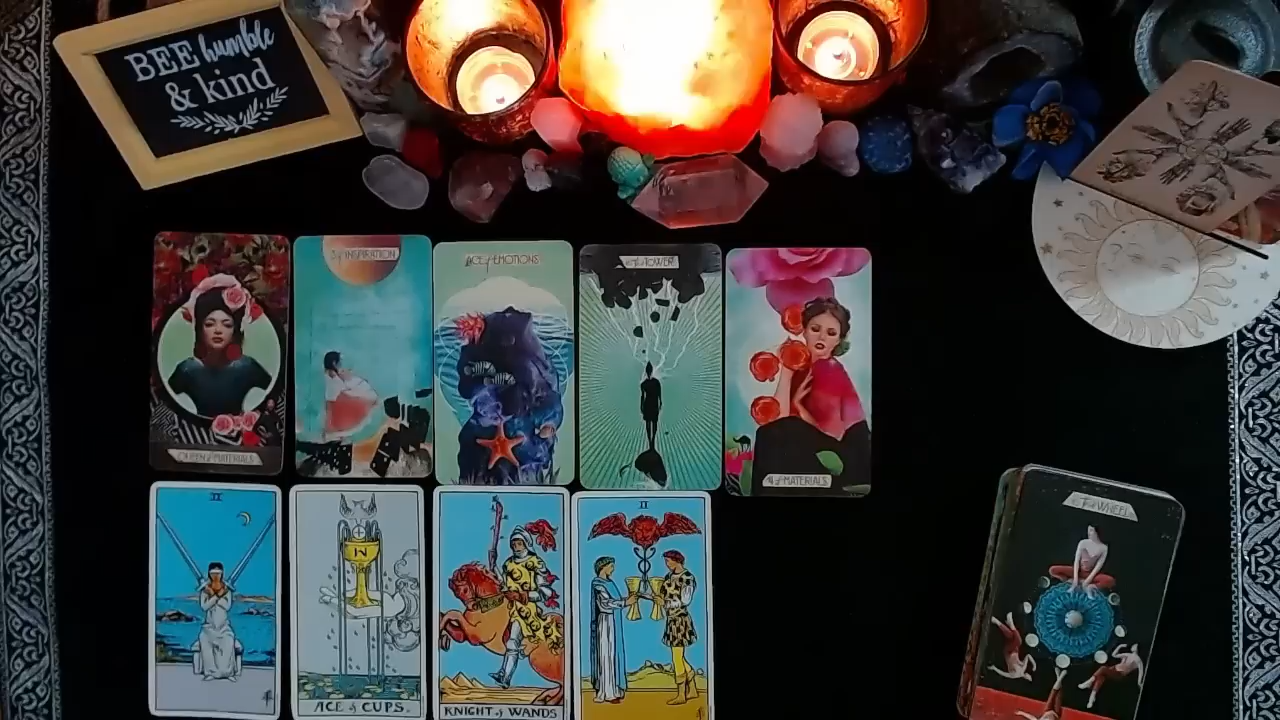 BEE humble
& kind
INSPIRATION
ACE of EMOTIONS
the TOWER
QUEEN of MATERIALS
of MATERIALS
II
II
ACE of CUPS.
KNIGHT of WANDS
The WHEEL